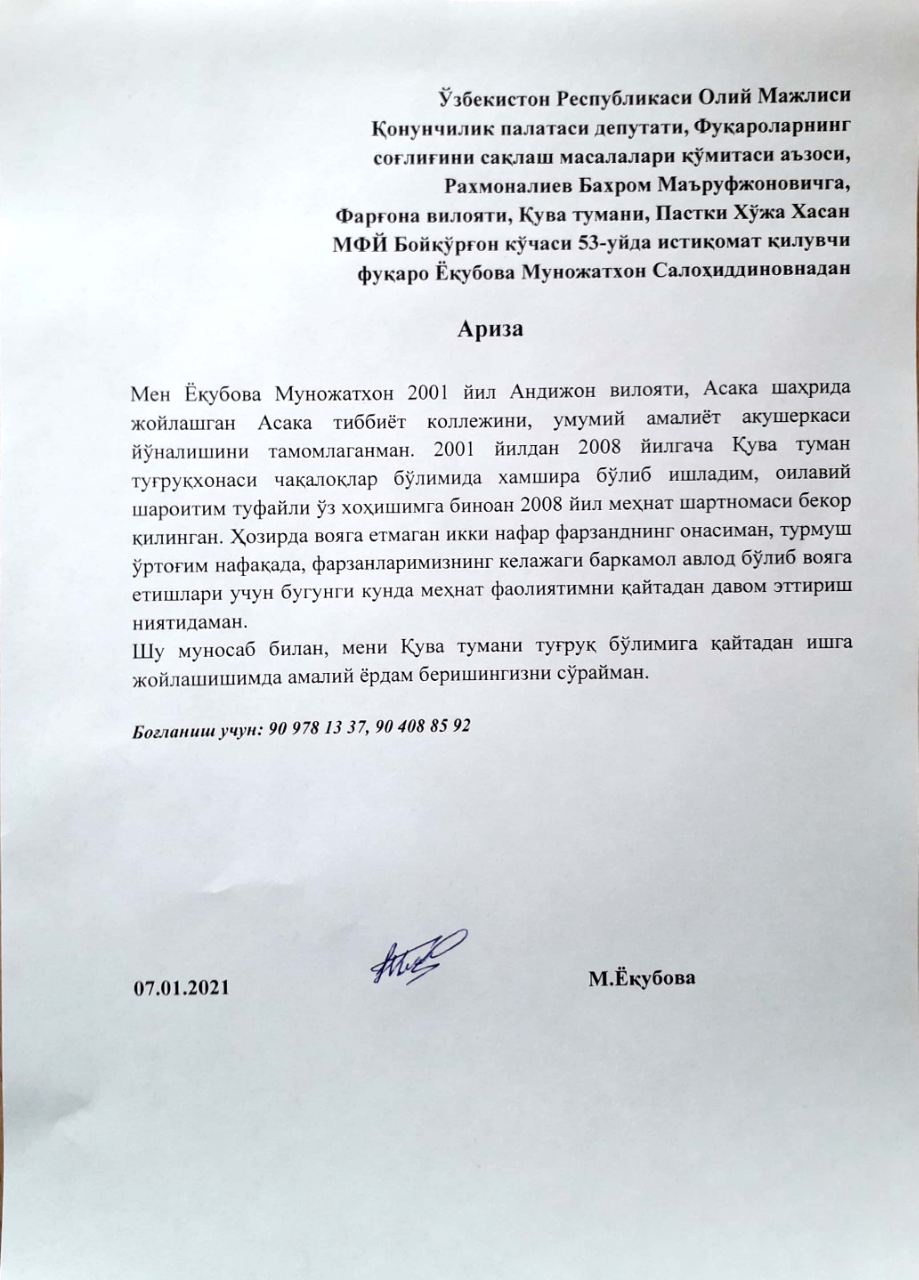 Ўзбекистон Республикаси Олий Мажлиси
Қонунчилик палатаси депутати, Фуқароларнинг
соғлиғини сақлаш масалалари қўмитаси аъзоси,
Рахмоналиев Бахром Маъруфжоновичга,
Фарғона вилояти, Қува тумани, Пастки Хўжа Хасан
МФЙ Бойқўрғон кўчаси 53-уйда истиқомат қилувчи
фуқаро Ёқубова Муножатхон Салоҳиддиновнадан
Ариза
Мен Ёқубова Муножатхон 2001 йил Андижон вилояти, Асака шаҳрида
жойлашган Асака тиббиёт коллежини, умумий амалиёт акушеркаси
йўналишини тамомлаганман. 2001 йилдан 2008 йилгача Қува туман
туғруқхонаси чақалоқлар бўлимида хамшира бўлиб ишладим, оилавий
шароитим туфайли ўз хоҳишимга биноан 2008 йил меҳнат шартномаси бекор
қилинган. Ҳозирда вояга етмаган икки нафар фарзанднинг онасиман, турмуш
ўртоғим нафақада, фарзанларимизнинг келажаги баркамол авлод бўлиб вояга
етишлари учун бугунги кунда меҳнат фаолиятимни қайтадан давом эттириш
ниятидаман.
Шу муносаб билан, мени Қува тумани туғруқ бўлимига қайтадан ишга
жойлашишимда амалий ёрдам беришингизни сўрайман.
Боғланиш учун: 90 978 13 37, 90 408 85 92
07.01.2021 М.Ёқубова